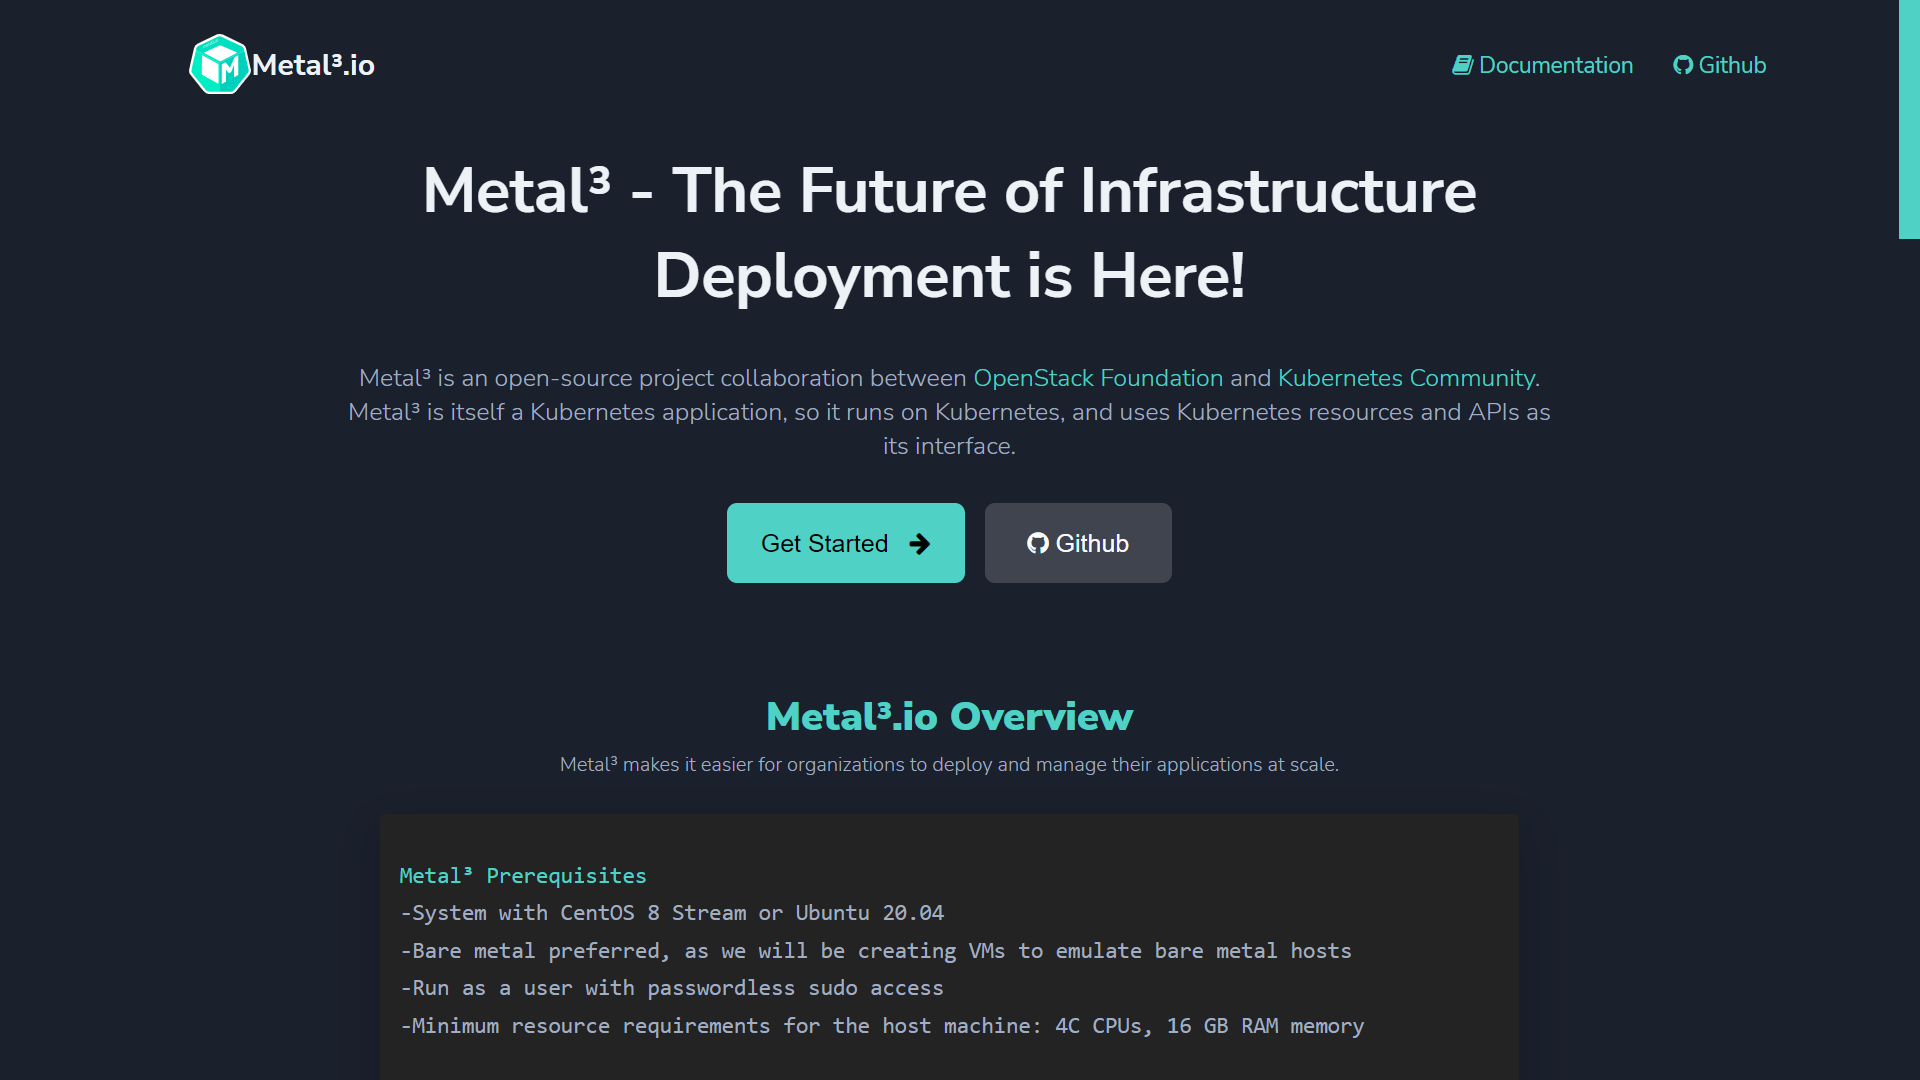 Metal³.io
Documentation
Github
Metal³ - The Future of Infrastructure
Deployment is Here!
Metal³ is an open-source project collaboration between OpenStack Foundation and Kubernetes Community.
Metal³ is itself a Kubernetes application, so it runs on Kubernetes, and uses Kubernetes resources and APIs as
its interface.
Get Started
Github
Metal³.io Overview
Metal³ makes it easier for organizations to deploy and manage their applications at scale.
Metal³ Prerequisites
-System with CentOS 8 Stream or Ubuntu 20.04
-Bare metal preferred, as we will be creating VMs to emulate bare metal hosts
-Run as a user with passwordless sudo access
-Minimum resource requirements for the host machine: 4C CPUs, 16 GB RAM memory